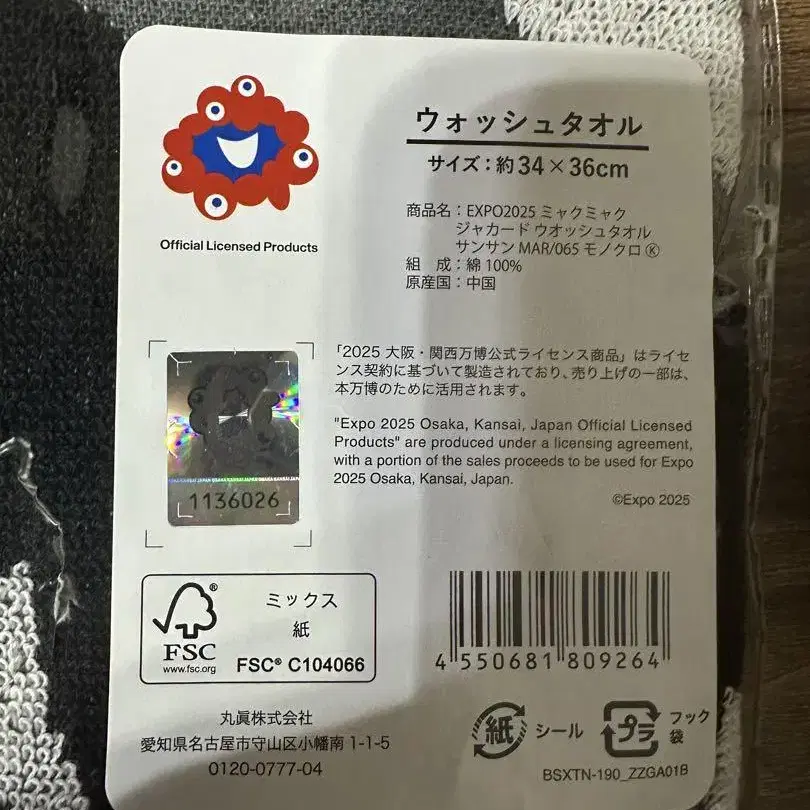 Official Licensed Products
ウォッシュタオル
サイズ：約34×36cm
商品名：EXPO2025 ミャクミャク
ジャカード ウオッシュタオル
サンサン MAR/065 モノクロ Ⓚ
組　成：綿 100%
原産国：中国
「2025 大阪・関西万博公式ライセンス商品」はライセ
ンス契約に基づいて製造されており、売り上げの一部は、
本万博のために活用されます。
"Expo 2025 Osaka, Kansai, Japan Official Licensed
Products" are produced under a licensing agreement,
with a portion of the sales proceeds to be used for Expo
2025 Osaka, Kansai, Japan.
©Expo 2025
1136026
FSC®
www.fsc.org
ミックス
紙
FSC® C104066
4 550681 809264
丸眞株式会社
愛知県名古屋市守山区小幡南 1-1-5
0120-0777-04
紙 シール
プラ フック
袋
BSXTN-190_ZZGA01B